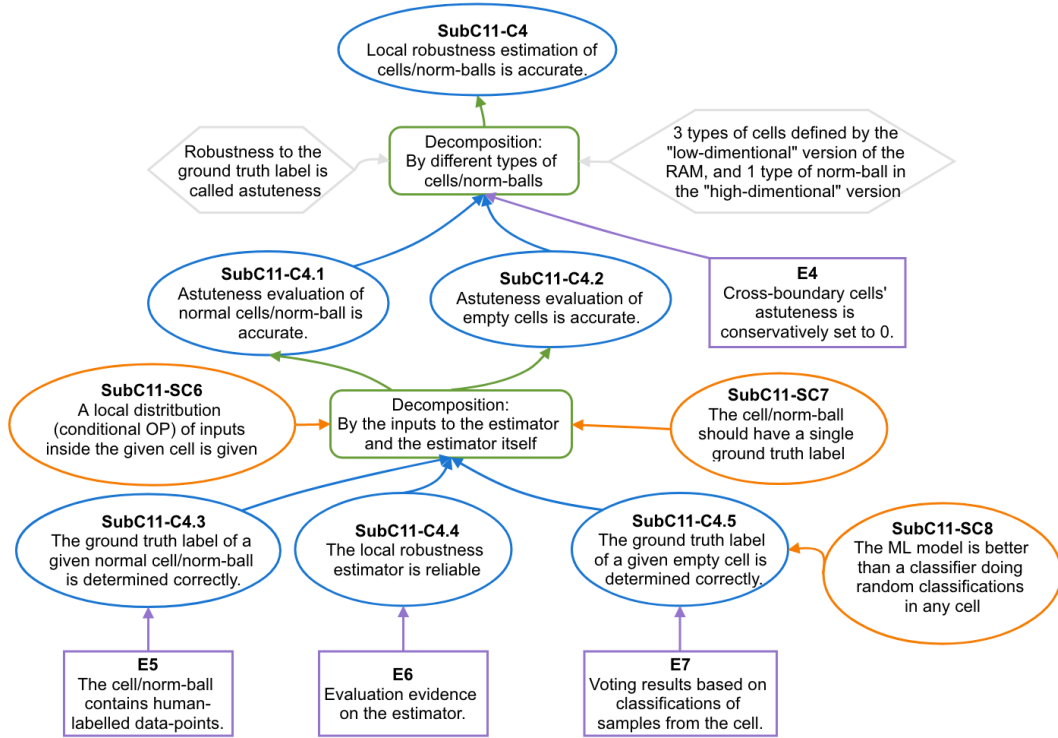 SubC11-C4
Local robustness estimation of
cells/norm-balls is accurate.
Robustness to the
ground truth label is
called astuteness
Decomposition:
By different types of
cells/norm-balls
3 types of cells defined by the
"low-dimentional" version of the
RAM, and 1 type of norm-ball in
the "high-dimentional" version
SubC11-C4.1
Astuteness evaluation of
normal cells/norm-ball is
accurate.
SubC11-C4.2
Astuteness evaluation of
empty cells is accurate.
E4
Cross-boundary cells'
astuteness is
conservatively set to 0.
SubC11-SC6
A local distritbution
(conditional OP) of inputs
inside the given cell is given
Decomposition:
By the inputs to the estimator
and the estimator itself
SubC11-SC7
The cell/norm-ball
should have a single
ground truth label
SubC11-C4.3
The ground truth label of a
given normal cell/norm-ball
is determined correctly.
SubC11-C4.4
The local robustness
estimator is reliable
SubC11-C4.5
The ground truth label
of a given empty cell is
determined correctly.
SubC11-SC8
The ML model is better
than a classifier doing
random classifications
in any cell
E5
The cell/norm-ball
contains human-
labelled data-points.
E6
Evaluation evidence
on the estimator.
E7
Voting results based on
classifications of
samples from the cell.